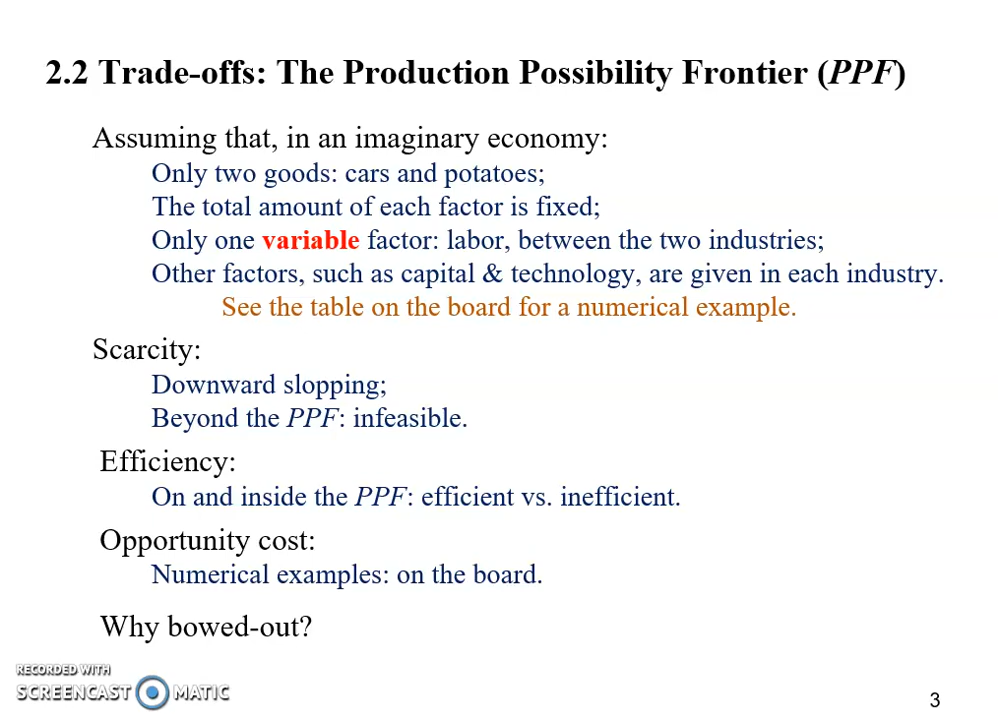 2.2 Trade-offs: The Production Possibility Frontier (PPF)
Assuming that, in an imaginary economy:
Only two goods: cars and potatoes;
The total amount of each factor is fixed;
Only one variable factor: labor, between the two industries;
Other factors, such as capital & technology, are given in each industry.
See the table on the board for a numerical example.
Scarcity:
Downward slopping;
Beyond the PPF: infeasible.
Efficiency:
On and inside the PPF: efficient vs. inefficient.
Opportunity cost:
Numerical examples: on the board.
Why bowed-out?
RECORDED WITH
SCREENCAST MATIC
3